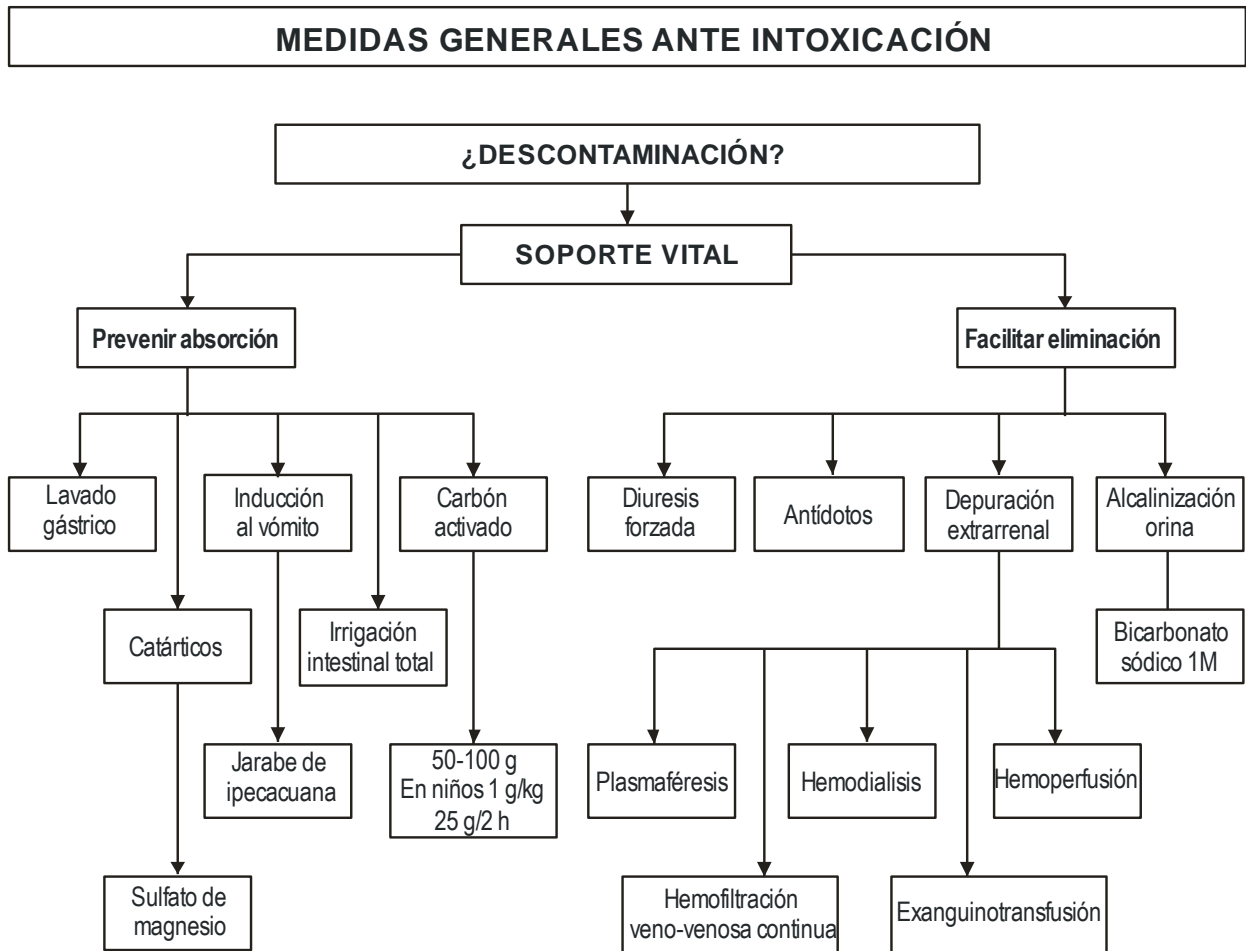 MEDIDAS GENERALES ANTE INTOXICACIÓN
¿DESCONTAMINACIÓN?
SOPORTE VITAL
Prevenir absorción
Facilitar eliminación
Lavado
gástrico
Inducción
al vómito
Carbón
activado
Diuresis
forzada
Antídotos
Depuración
extrarrenal
Alcalinización
orina
Catárticos
Irrigación
intestinal total
Bicarbonato
sódico 1M
Jarabe de
ipecacuana
50-100 g
En niños 1 g/kg
25 g/2 h
Plasmaféresis
Hemodialisis
Hemoperfusión
Sulfato de
magnesio
Hemofiltración
veno-venosa continua
Exanguinotransfusión